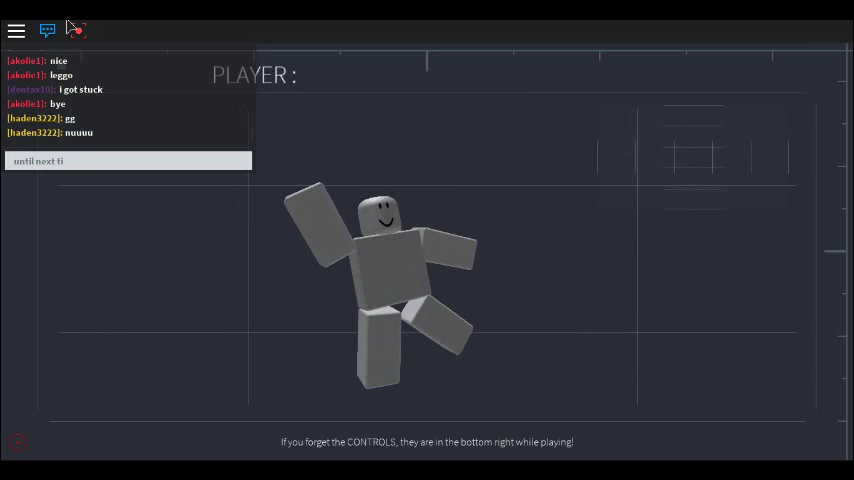 PLAYER :
[akofie1]: nice
[akofie1]: leggo
[dontax10]: i got stuck
[akofie1]: bye
[haden3222]: gg
[haden3222]: nuuuu
until next ti
If you forget the CONTROLS, they are in the bottom right while playing!